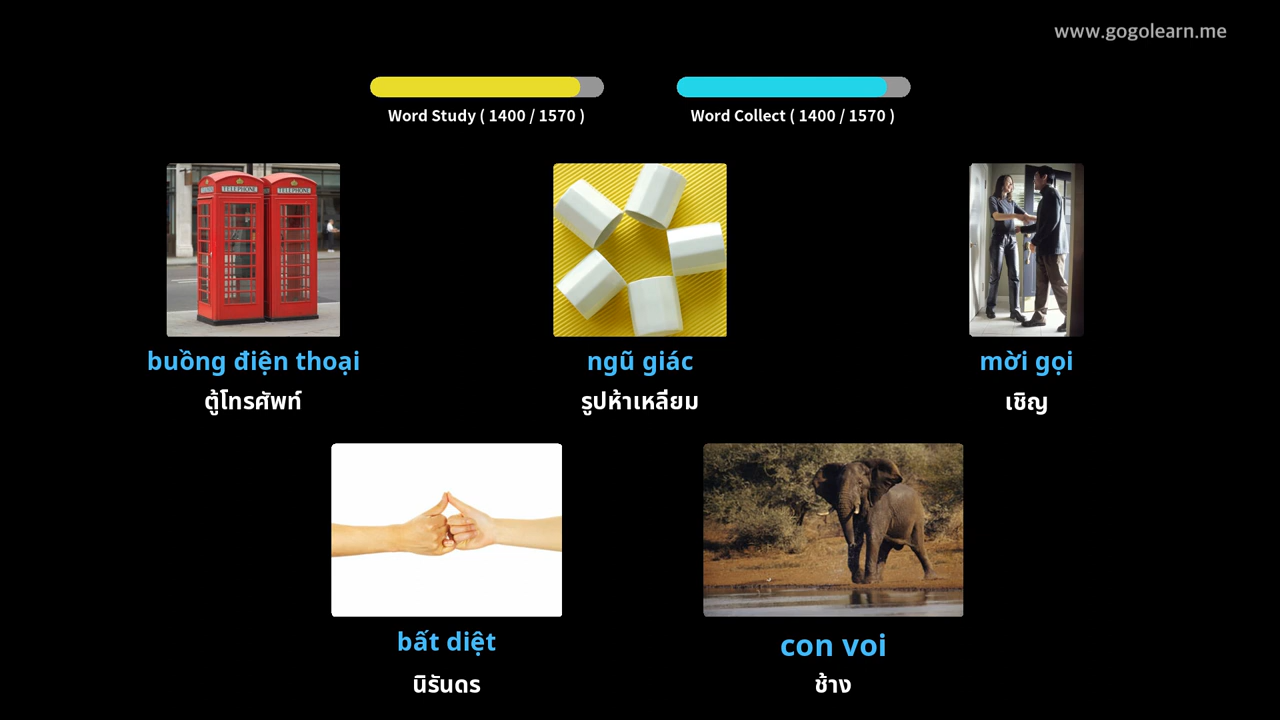 www.gogolearn.me
Word Study ( 1400 / 1570 )
Word Collect ( 1400 / 1570 )
TELEPHONE
TELEPHONE
buồng điện thoại
ngũ giác
mời gọi
ตู้โทรศัพท์
รูปห้าเหลี่ยม
เชิญ
bất diệt
con voi
นิรันดร
ช้าง